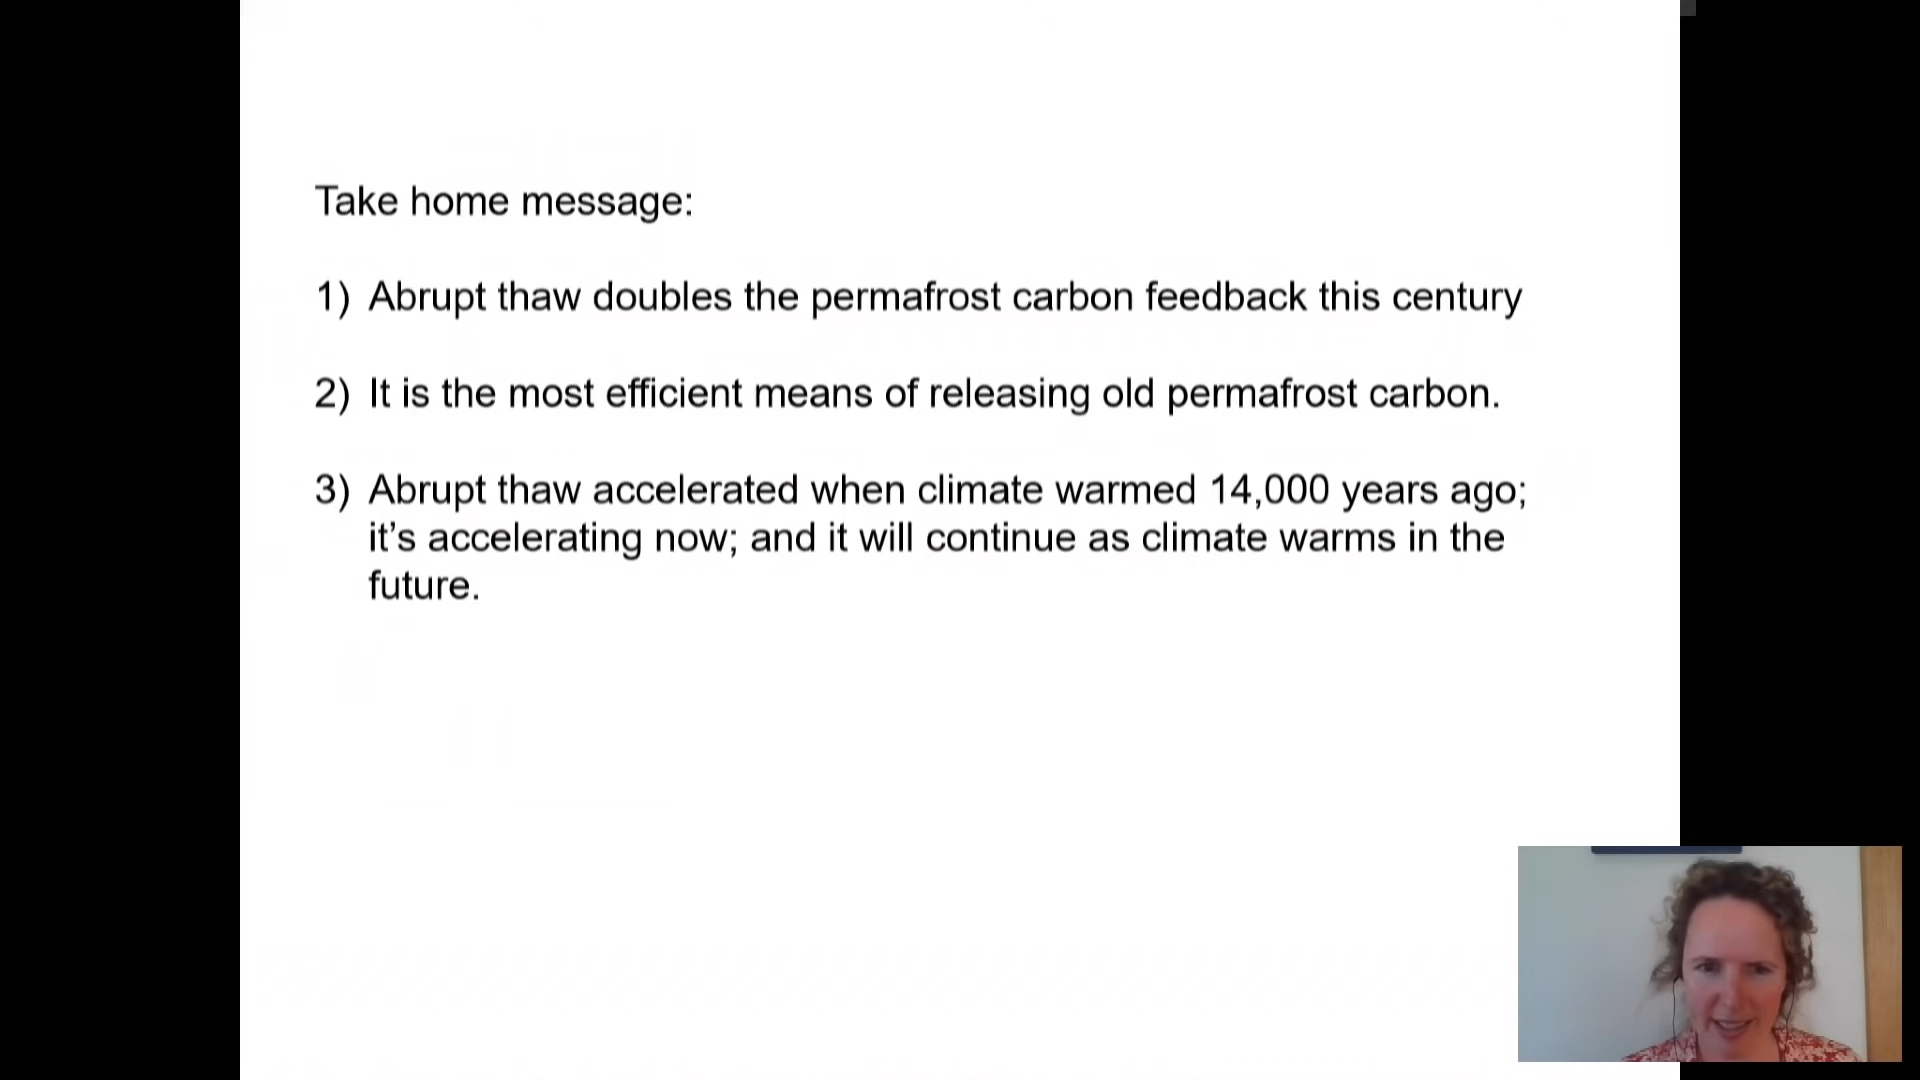 Take home message:
1) Abrupt thaw doubles the permafrost carbon feedback this century
2) It is the most efficient means of releasing old permafrost carbon.
3) Abrupt thaw accelerated when climate warmed 14,000 years ago;
it’s accelerating now; and it will continue as climate warms in the
future.